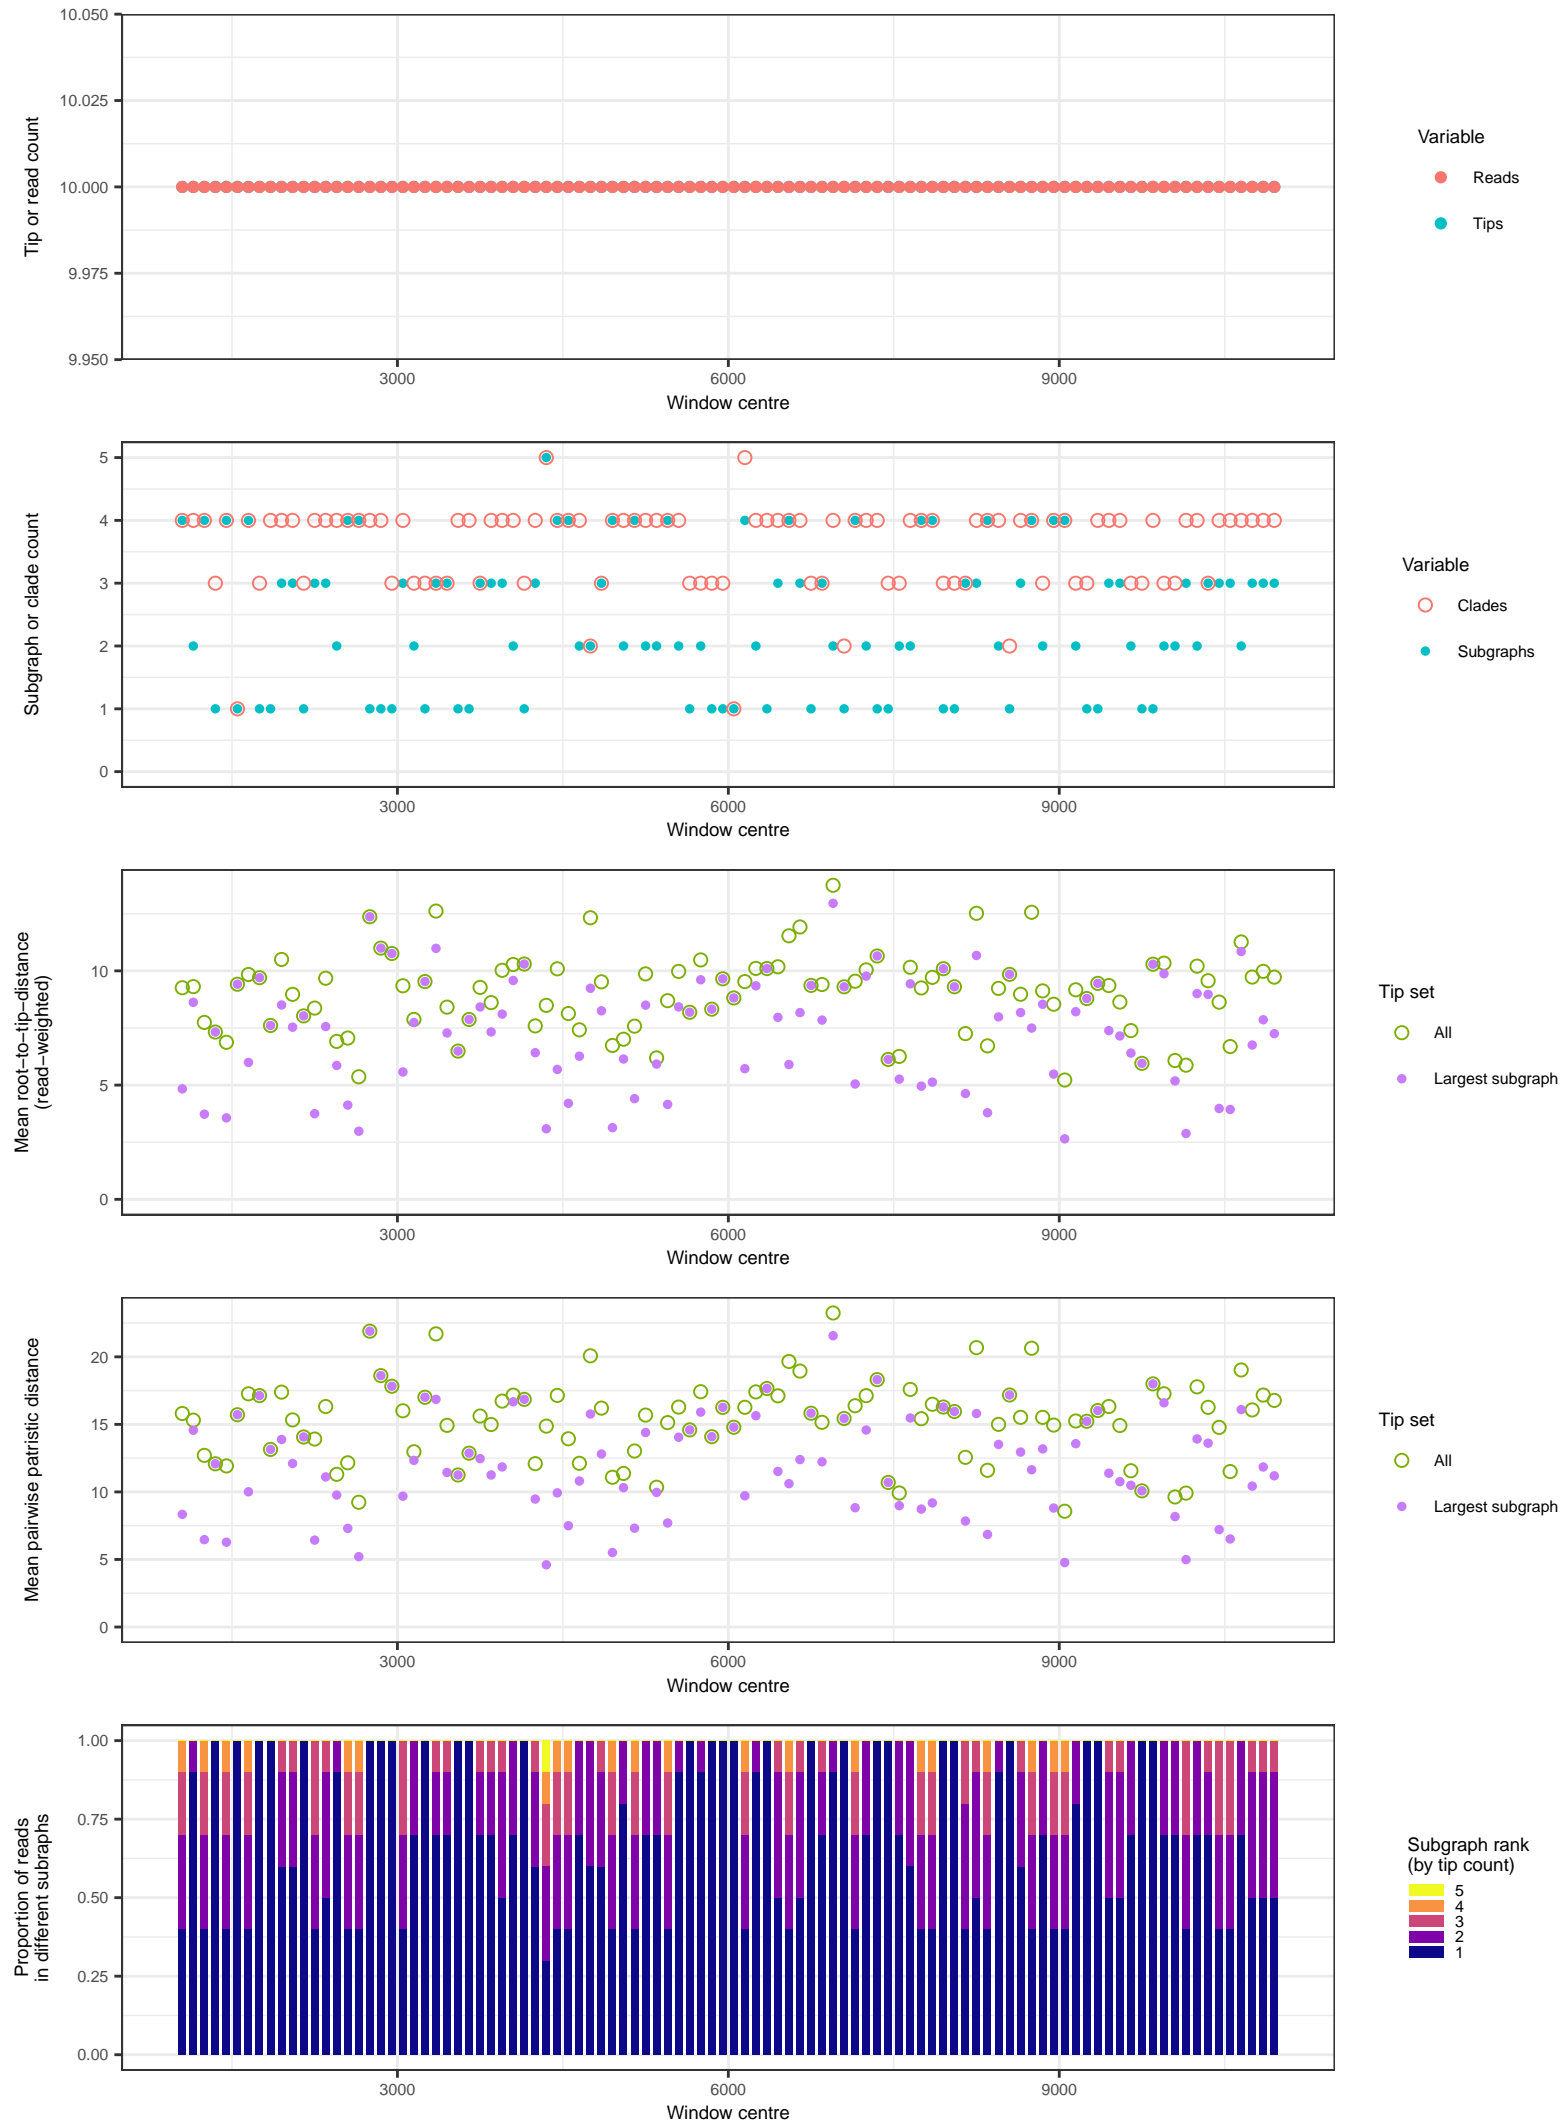 10.050
10.025
10.000
9.975
9.950
Tip or read count
3000 6000 9000
Window centre
Variable
Reads
Tips
5
4
3
2
1
0
Subgraph or clade count
3000 6000 9000
Window centre
Variable
Clades
Subgraphs
10
5
0
Mean root−to−tip−distance
(read−weighted)
3000 6000 9000
Window centre
Tip set
All
Largest subgraph
20
15
10
5
0
Mean pairwise patristic distance
3000 6000 9000
Window centre
Tip set
All
Largest subgraph
1.00
0.75
0.50
0.25
0.00
Proportion of reads
in different subraphs
3000 6000 9000
Window centre
Subgraph rank
(by tip count)
5
4
3
2
1